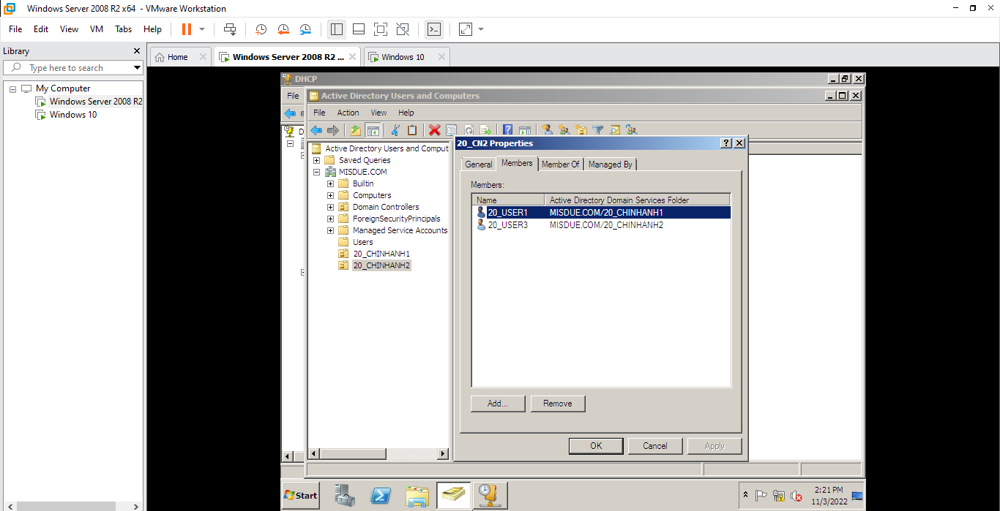 Windows Server 2008 R2 x64 - VMware Workstation
File Edit View VM Tabs Help
Library
Type here to search
My Computer
Windows Server 2008 R2
Windows 10
Home
Windows Server 2008 R2 ...
Windows 10
DHCP
File
Active Directory Users and Computers
File Action View Help
D
Active Directory Users and Comput
Saved Queries
MISDUE.COM
Builtin
Computers
Domain Controllers
ForeignSecurityPrincipals
Managed Service Accounts
Users
20_CHINHANH1
20_CHINHANH2
20_CN2 Properties
General Members Member Of Managed By
Members:
Name Active Directory Domain Services Folder
20_USER1 MISDUE.COM/20_CHINHANH1
20_USER3 MISDUE.COM/20_CHINHANH2
Add... Remove
OK Cancel Apply
Start
2:21 PM
11/3/2022